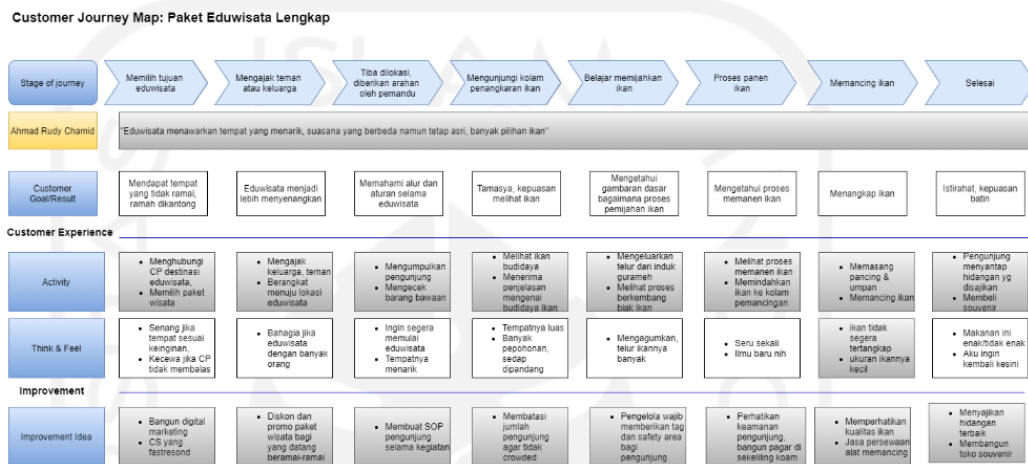 Customer Journey Map: Paket Eduwisata Lengkap
Stage of journey
Memilih tujuan
eduwisata
Mengajak teman
atau keluarga
Tiba dilokasi,
diberikan arahan
oleh pemandu
Mengunjungi kolam
penangkaran ikan
Belajar memijahkan
ikan
Proses panen
ikan
Memancing ikan
Selesai
Ahmad Rudy Chamid
"Eduwisata menawarkan tempat yang menarik, suasana yang berbeda namun tetap asri, banyak pilihan ikan"
Customer
Goal/Result
Mendapat tempat
yang tidak ramai,
ramah dikantong
Eduwisata menjadi
lebih menyenangkan
Memahami alur dan
aturan selama
eduwisata
Tamasya, kepuasan
melihat ikan
Mengetahui
gambaran dasar
bagaimana proses
pemijahan ikan
Mengetahui proses
memanen ikan
Menangkap ikan
Istirahat, kepuasan
batin
Customer Experience
Activity
• Menghubungi
CP destinasi
eduwisata,
• Memilih paket
wisata
• Mengajak
keluarga, teman
• Berangkat
menuju lokasi
eduwisata
• Mengumpulkan
pengunjung
• Mengecek
barang bawaan
• Melihat ikan
budidaya
• Menerima
penjelasan
mengenai
budidaya ikan
• Mengeluarkan
telur dari induk
gurameh
• Melihat proses
berkembang
biak ikan
• Melihat proses
memanen ikan
• Memindahkan
ikan ke kolam
pemancingan
• Memasang
pancing &
umpan
• Memancing ikan
• Pengunjung
menyantap
hidangan yg
disajikan
• Membeli
souvenir
Think & Feel
• Senang jika
tempat sesuai
keinginan,
• Kecewa jika CP
tidak membalas
• Bahagia jika
eduwisata
dengan banyak
orang
• Ingin segera
memulai
eduwisata
• Tempatnya
menarik
• Tempatnya luas
• Banyak
pepohonan,
sedap
dipandang
• Mengagumkan,
telur ikannya
banyak
• Seru sekali
• Ilmu baru nih
• ikan tidak
segera
tertangkap
• ukuran ikannya
kecil
• Makanan ini
enak/tidak enak
• Aku ingin
kembali kesini
Improvement
Improvement Idea
• Bangun digital
marketing
• CS yang
fastresond
• Diskon dan
promo paket
wisata bagi
yang datang
beramai-ramai
• Membuat SOP
pengunjung
selama kegiatan
• Membatasi
jumlah
pengunjung
agar tidak
crowded
• Pengelola wajib
memberikan tag
dan safety area
bagi
pengunjung
• Perhatikan
keamanan
pengunjung,
bangun pagar di
sekeliling koam
• Memperhatikan
kualitas ikan
• Jasa persewaan
alat memancing
• Menyajikan
hidangan
terbaik
• Membangun
toko souvenir
ISLAM